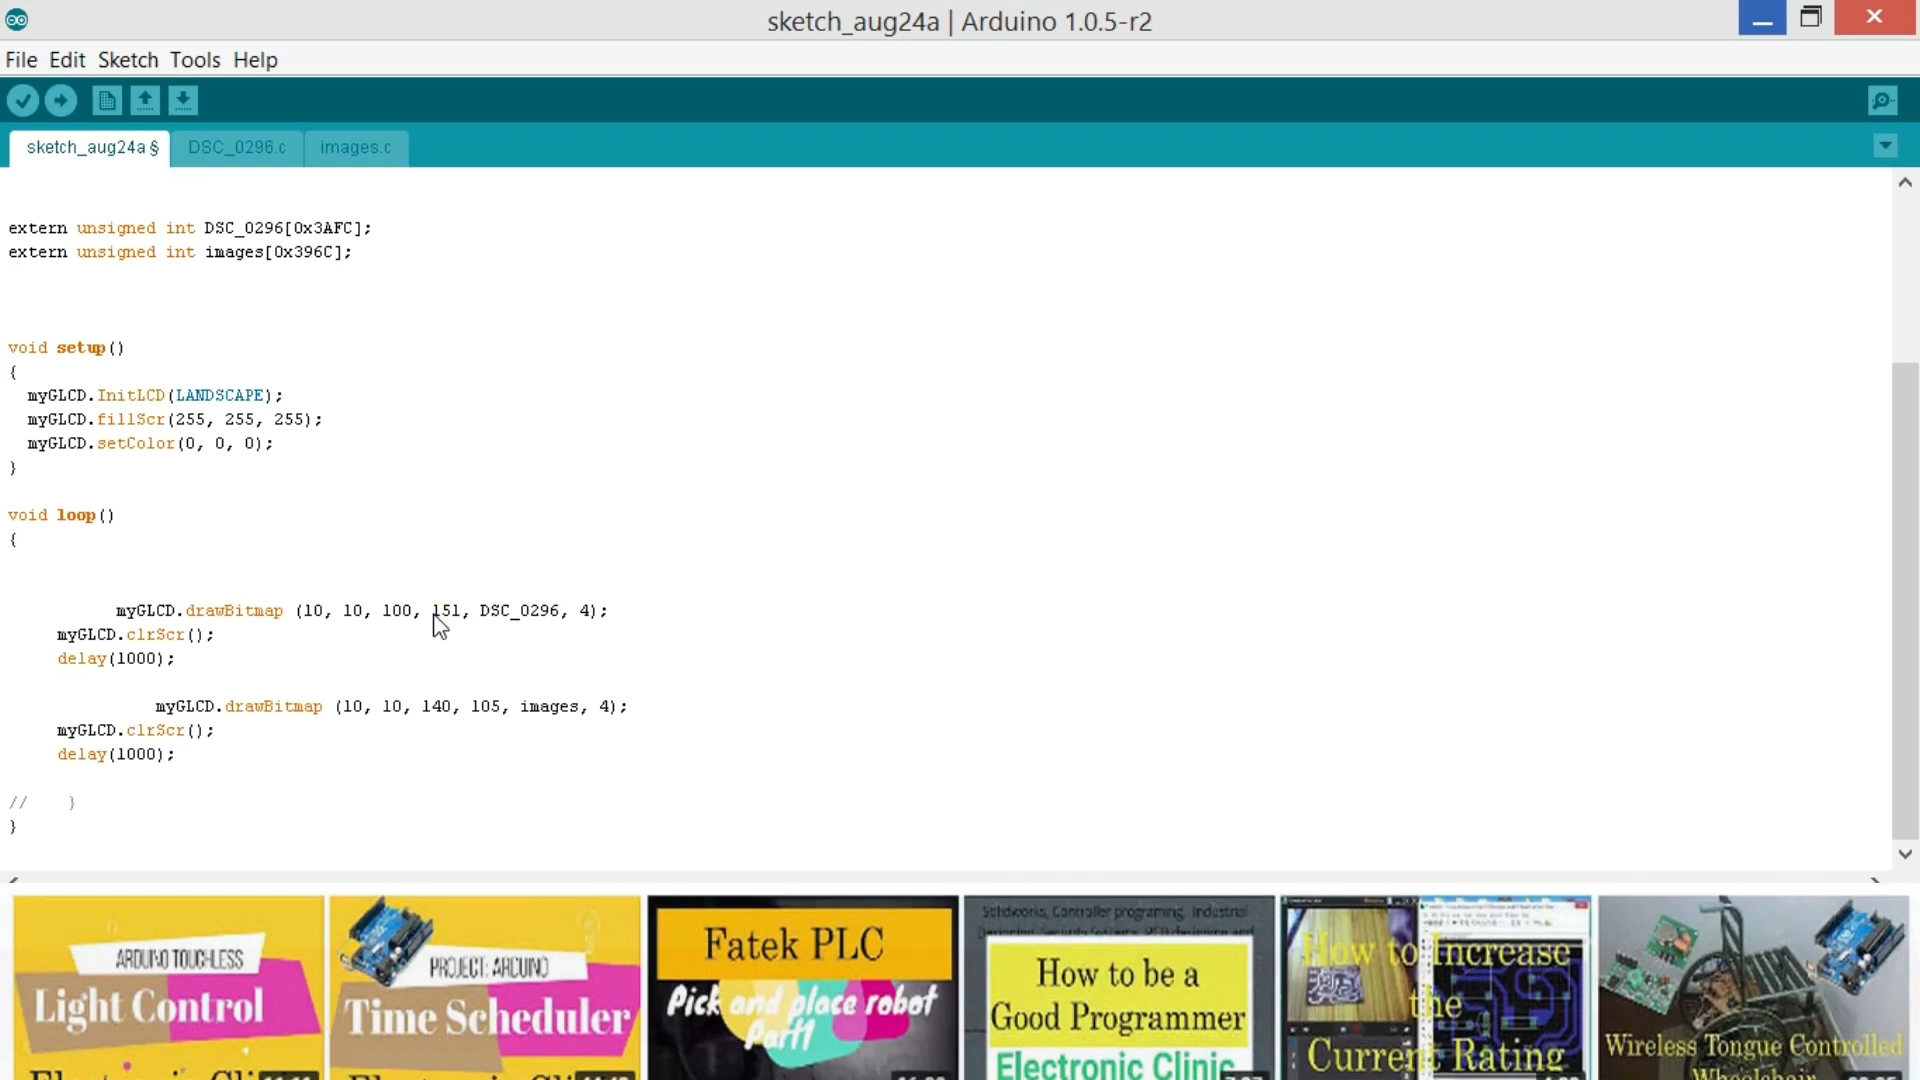 sketch_aug24a | Arduino 1.0.5-r2
File Edit Sketch Tools Help
sketch_aug24a § DSC_0296.c images.c
extern unsigned int DSC_0296[0x3AFC];
extern unsigned int images[0x396C];
void setup()
{
myGLCD.InitLCD(LANDSCAPE);
myGLCD.fillScr(255, 255, 255);
myGLCD.setColor(0, 0, 0);
}
void loop()
{
myGLCD.drawBitmap (10, 10, 100, 151, DSC_0296, 4);
myGLCD.clrScr();
delay(1000);
myGLCD.drawBitmap (10, 10, 140, 105, images, 4);
myGLCD.clrScr();
delay(1000);
// }
}
ARDUINO TOUCHLESS
Light Control
PROJECT: ARDUINO
Time Scheduler
Fatek PLC
Pick and place robot
Part1
Solidworks, Controller programing, Industrial
How to be a
Good Programmer
Electronic Clinic
How to Increase
the
Current Rating
Wireless Tongue Controlled
Wheelchair